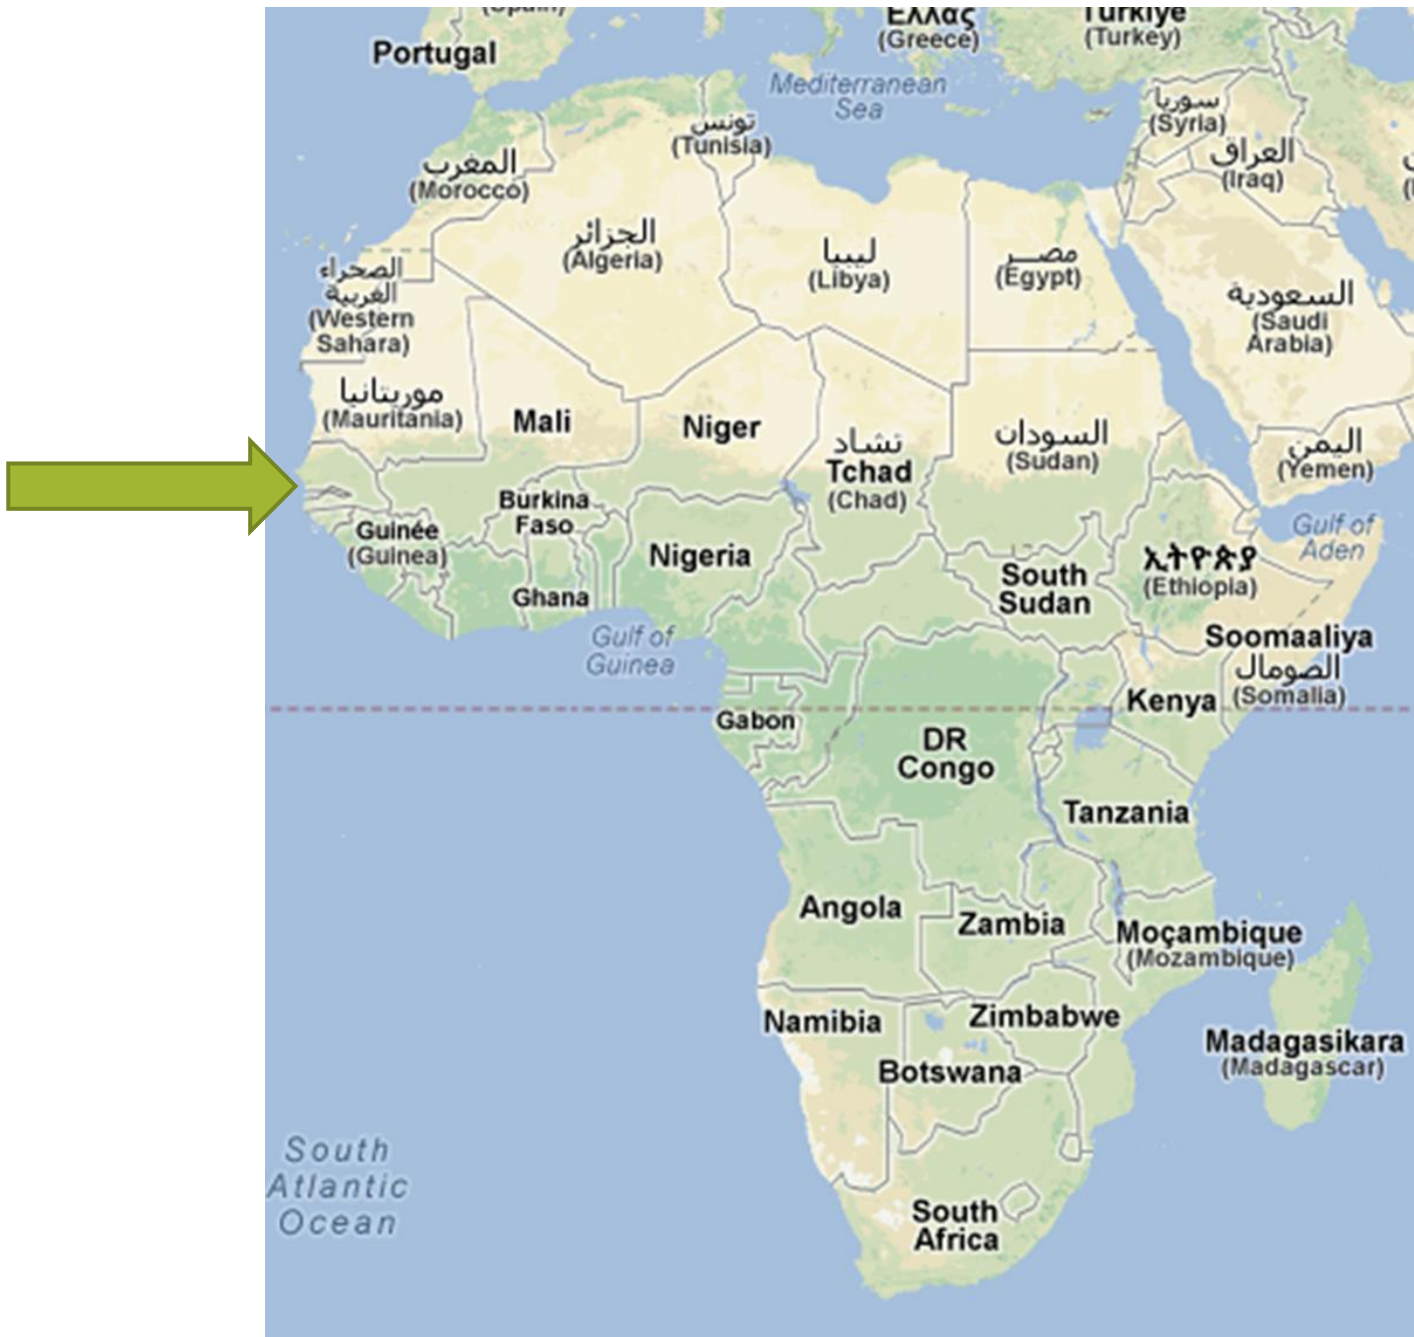 (Spain)
Ελλάς
(Greece)
Türkiye
(Turkey)
Portugal
Mediterranean
Sea
سوريا
(Syria)
تونس
(Tunisia)
العراق
(Iraq)
المغرب
(Morocco)
الجزائر
(Algeria)
ليبيا
(Libya)
مصر
(Egypt)
الصحراء
الغربية
(Western
Sahara)
السعودية
(Saudi
Arabia)
موريتانيا
(Mauritania)
Mali
Niger
تشاد
Tchad
(Chad)
السودان
(Sudan)
اليمن
(Yemen)
Burkina
Faso
Guinée
(Guinea)
Nigeria
Gulf of
Aden
ኢትዮጵያ
(Ethiopia)
South
Sudan
Ghana
Gulf of
Guinea
Soomaaliya
الصومال
(Somalia)
Kenya
Gabon
DR
Congo
Tanzania
Angola
Zambia
Moçambique
(Mozambique)
Namibia
Zimbabwe
Madagasikara
(Madagascar)
Botswana
South
Atlantic
Ocean
South
Africa